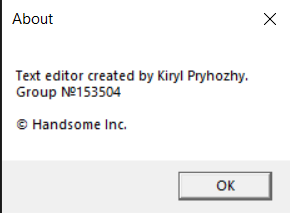 About
Text editor created by Kiryl Pryhozhy.
Group №153504
© Handsome Inc.
OK